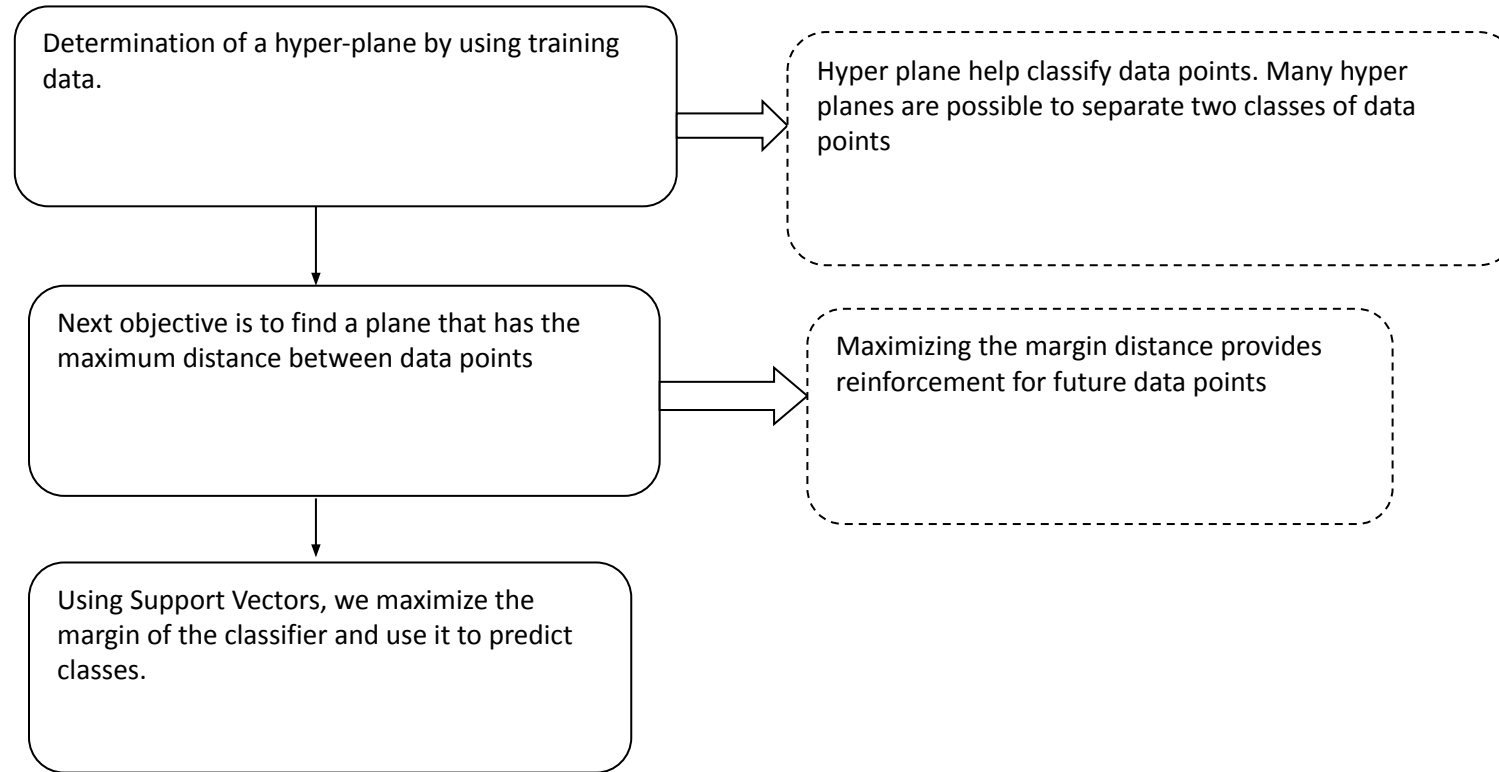 Determination of a hyper-plane by using training
data.
Hyper plane help classify data points. Many hyper
planes are possible to separate two classes of data
points
Next objective is to find a plane that has the
maximum distance between data points
Maximizing the margin distance provides
reinforcement for future data points
Using Support Vectors, we maximize the
margin of the classifier and use it to predict
classes.